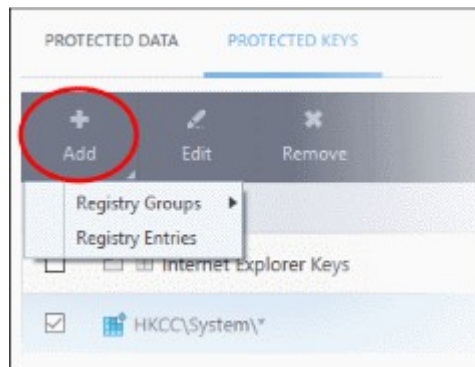 PROTECTED DATA PROTECTED KEYS
Add Edit Remove
Registry Groups
Registry Entries
Internet Explorer Keys
HKCC\System\*